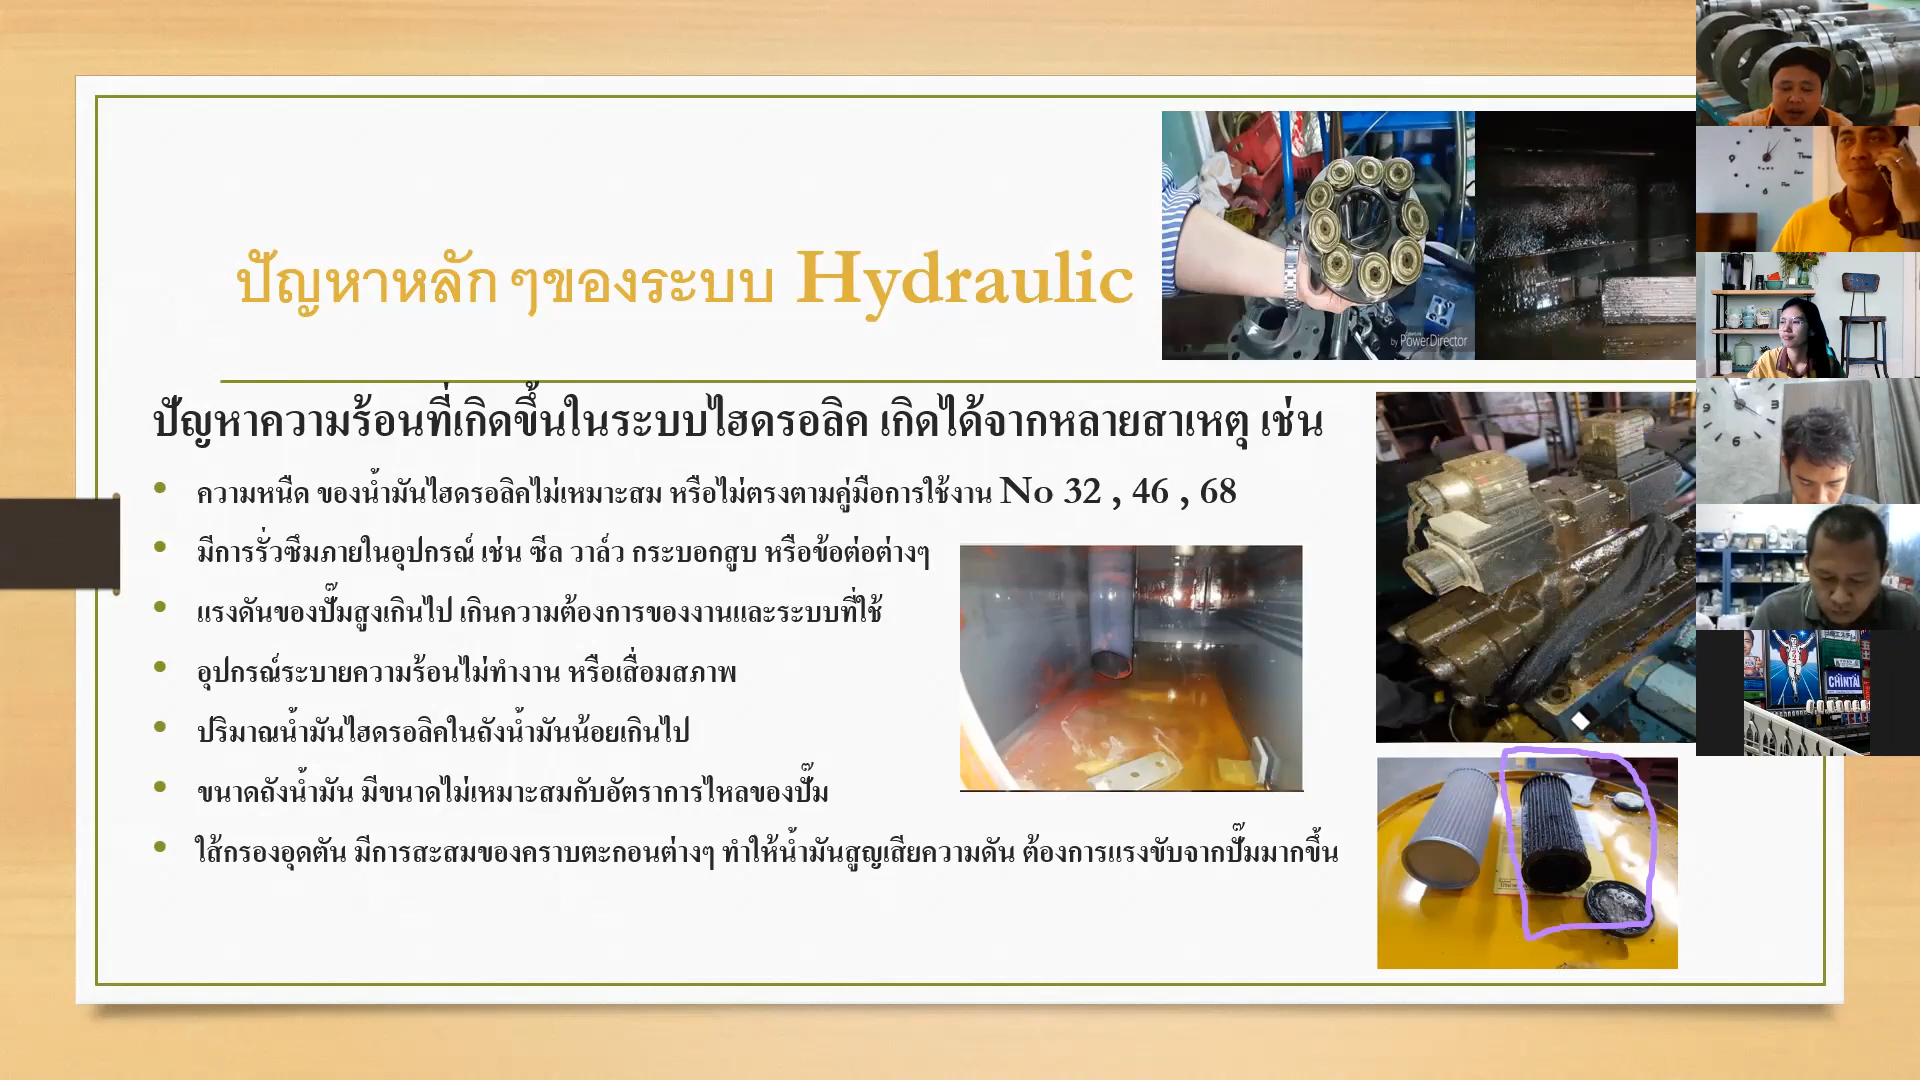 ปัญหาหลัก ๆของระบบ Hydraulic
by PowerDirector
ปัญหาความร้อนที่เกิดขึ้นในระบบไฮดรอลิค เกิดได้จากหลายสาเหตุ เช่น
ความหนืด ของน้ำมันไฮดรอลิคไม่เหมาะสม หรือไม่ตรงตามคู่มือการใช้งาน No 32 , 46 , 68
มีการรั่วซึมภายในอุปกรณ์ เช่น ซีล วาล์ว กระบอกสูบ หรือข้อต่อต่างๆ
แรงดันของปั๊มสูงเกินไป เกินความต้องการของงานและระบบที่ใช้
อุปกรณ์ระบายความร้อนไม่ทำงาน หรือเสื่อมสภาพ
ปริมาณน้ำมันไฮดรอลิคในถังน้ำมันน้อยเกินไป
ขนาดถังน้ำมัน มีขนาดไม่เหมาะสมกับอัตราการไหลของปั๊ม
ใส้กรองอุดตัน มีการสะสมของคราบตะกอนต่างๆ ทำให้น้ำมันสูญเสียความดัน ต้องการแรงขับจากปั๊มมากขึ้น
CHINTAI